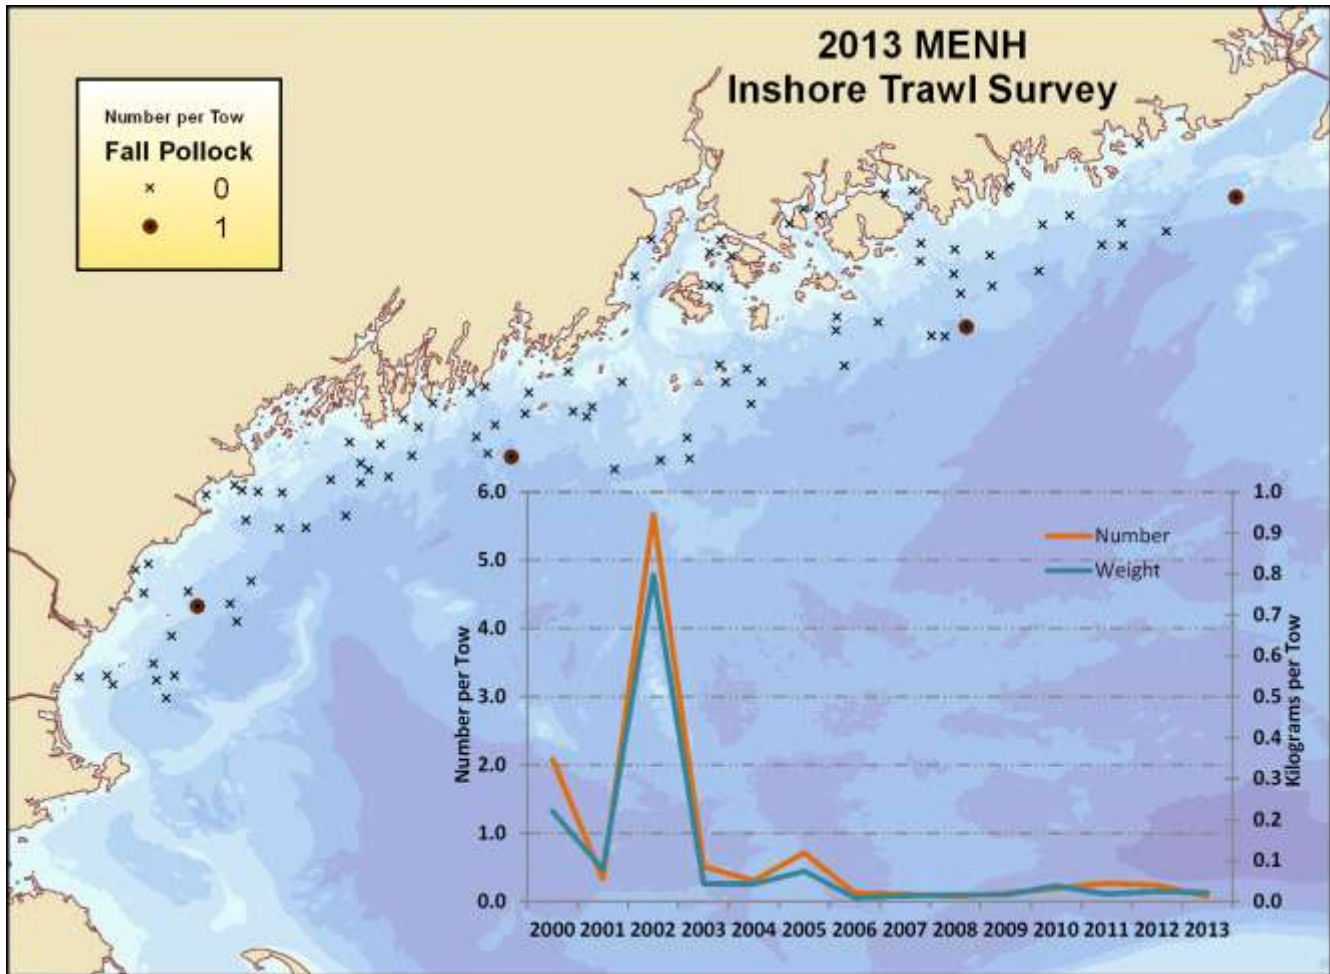 2013 MENH
Inshore Trawl Survey
Number per Tow
Fall Pollock
0
1
6.0
5.0
4.0
3.0
2.0
1.0
0.0
Number per Tow
Number
Weight
1.0
0.9
0.8
0.7
0.6
0.5
0.4
0.3
0.2
0.1
0.0
Kilograms per Tow
2000 2001 2002 2003 2004 2005 2006 2007 2008 2009 2010 2011 2012 2013